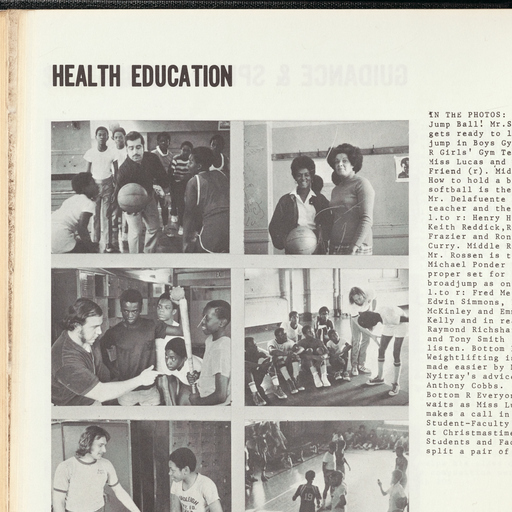 HEALTH EDUCATION
IN THE PHOTOS:
Jump Ball! Mr.S
gets ready to l
jump in Boys Gy
R Girls' Gym Te
Miss Lucas and
Friend (r). Mid
How to hold a b
softball is the
Mr. Delafuente
teacher and the
l.to r: Henry H
Keith Reddick,R
Frazier and Ron
Curry. Middle R
Mr. Rossen is t
Michael Ponder
proper set for
broadjump as on
l.to r: Fred Me
Edwin Simmons,
McKinley and Em
Kelly and in re
Raymond Richsha
and Tony Smith
listen. Bottom
Weightlifting i
made easier by
Nyitray's advic
Anthony Cobbs.
Bottom R Everyo
waits as Miss L
makes a call in
Student-Faculty
at Christmastim
Students and Fac
split a pair of